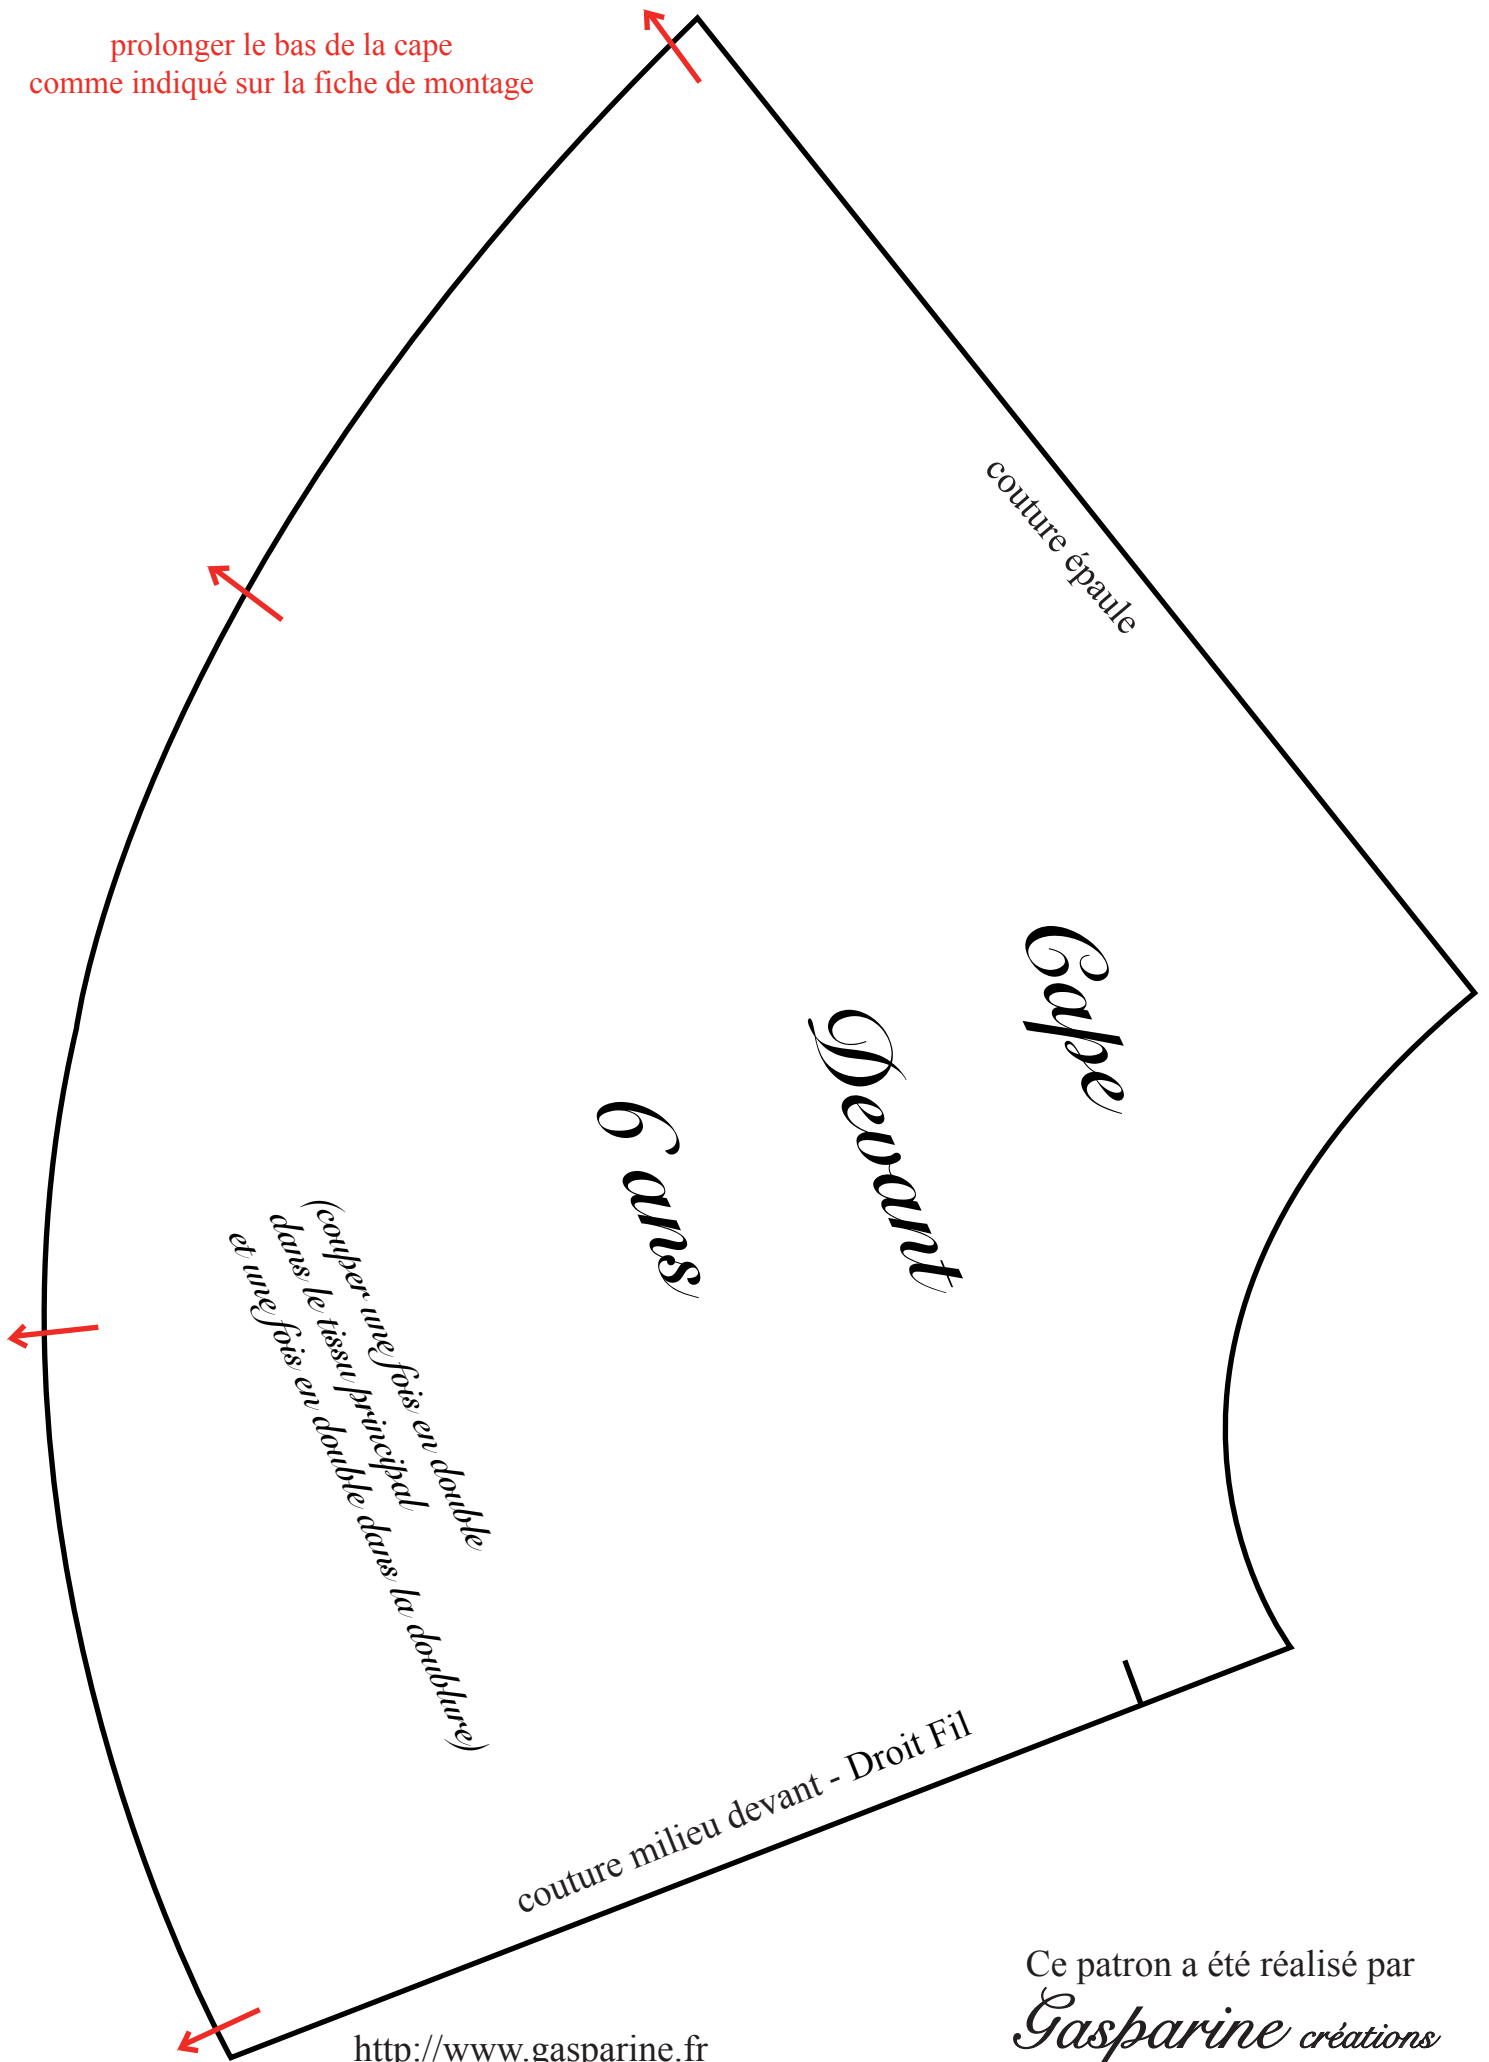 prolonger le bas de la cape
comme indiqué sur la fiche de montage
couture épaule
Cape
Devant
6 ans
(couper une fois en double
dans le tissu principal
et une fois en double dans la doublure)
couture milieu devant - Droit Fil
Ce patron a été réalisé par
Gasparine créations
http://www.gasparine.fr